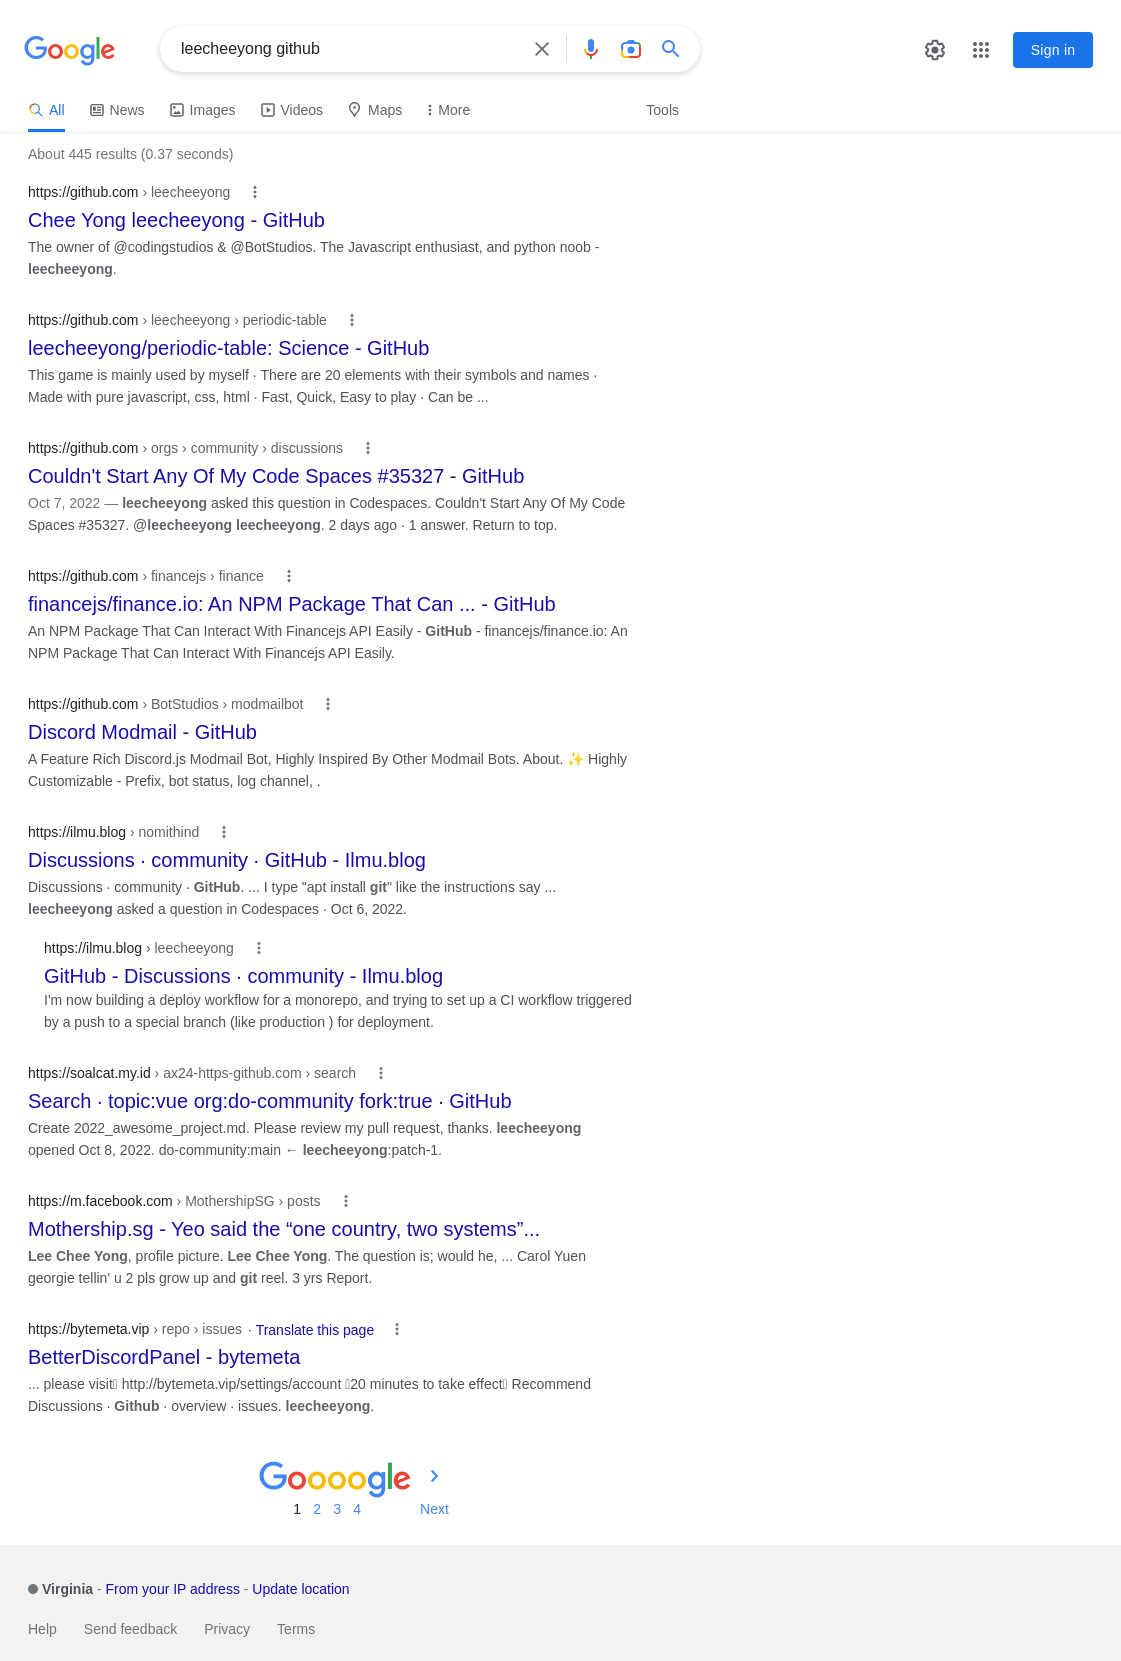 Google
leecheeyong github
Sign in
All News Images Videos Maps More Tools
About 445 results (0.37 seconds)
https://github.com › leecheeyong
Chee Yong leecheeyong - GitHub
The owner of @codingstudios & @BotStudios. The Javascript enthusiast, and python noob -
leecheeyong.
https://github.com › leecheeyong › periodic-table
leecheeyong/periodic-table: Science - GitHub
This game is mainly used by myself · There are 20 elements with their symbols and names ·
Made with pure javascript, css, html · Fast, Quick, Easy to play · Can be ...
https://github.com › orgs › community › discussions
Couldn't Start Any Of My Code Spaces #35327 - GitHub
Oct 7, 2022 — leecheeyong asked this question in Codespaces. Couldn't Start Any Of My Code
Spaces #35327. @leecheeyong leecheeyong. 2 days ago · 1 answer. Return to top.
https://github.com › financejs › finance
financejs/finance.io: An NPM Package That Can ... - GitHub
An NPM Package That Can Interact With Financejs API Easily - GitHub - financejs/finance.io: An
NPM Package That Can Interact With Financejs API Easily.
https://github.com › BotStudios › modmailbot
Discord Modmail - GitHub
A Feature Rich Discord.js Modmail Bot, Highly Inspired By Other Modmail Bots. About. ✨ Highly
Customizable - Prefix, bot status, log channel, .
https://ilmu.blog › nomithind
Discussions · community · GitHub - Ilmu.blog
Discussions · community · GitHub. ... I type "apt install git" like the instructions say ...
leecheeyong asked a question in Codespaces · Oct 6, 2022.
https://ilmu.blog › leecheeyong
GitHub - Discussions · community - Ilmu.blog
I'm now building a deploy workflow for a monorepo, and trying to set up a CI workflow triggered
by a push to a special branch (like production ) for deployment.
https://soalcat.my.id › ax24-https-github.com › search
Search · topic:vue org:do-community fork:true · GitHub
Create 2022_awesome_project.md. Please review my pull request, thanks. leecheeyong
opened Oct 8, 2022. do-community:main ← leecheeyong:patch-1.
https://m.facebook.com › MothershipSG › posts
Mothership.sg - Yeo said the “one country, two systems”...
Lee Chee Yong, profile picture. Lee Chee Yong. The question is; would he, ... Carol Yuen
georgie tellin' u 2 pls grow up and git reel. 3 yrs Report.
https://bytemeta.vip › repo › issues · Translate this page
BetterDiscordPanel - bytemeta
... please visit http://bytemeta.vip/settings/account 20 minutes to take effect Recommend
Discussions · Github · overview · issues. leecheeyong.
Goooogle
1 2 3 4 Next
Virginia - From your IP address - Update location
Help Send feedback Privacy Terms